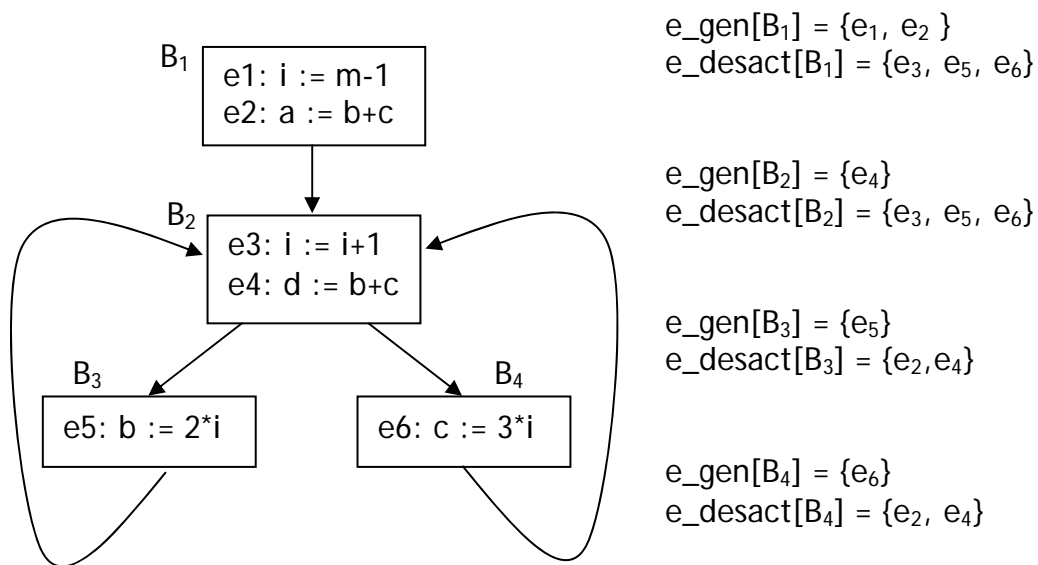 B₁
e1: i := m-1
e2: a := b+c
e_gen[B₁] = {e₁, e₂ }
e_desact[B₁] = {e₃, e₅, e₆}
B₂
e3: i := i+1
e4: d := b+c
e_gen[B₂] = {e₄}
e_desact[B₂] = {e₃, e₅, e₆}
B₃
e5: b := 2*i
e_gen[B₃] = {e₅}
e_desact[B₃] = {e₂,e₄}
B₄
e6: c := 3*i
e_gen[B₄] = {e₆}
e_desact[B₄] = {e₂, e₄}